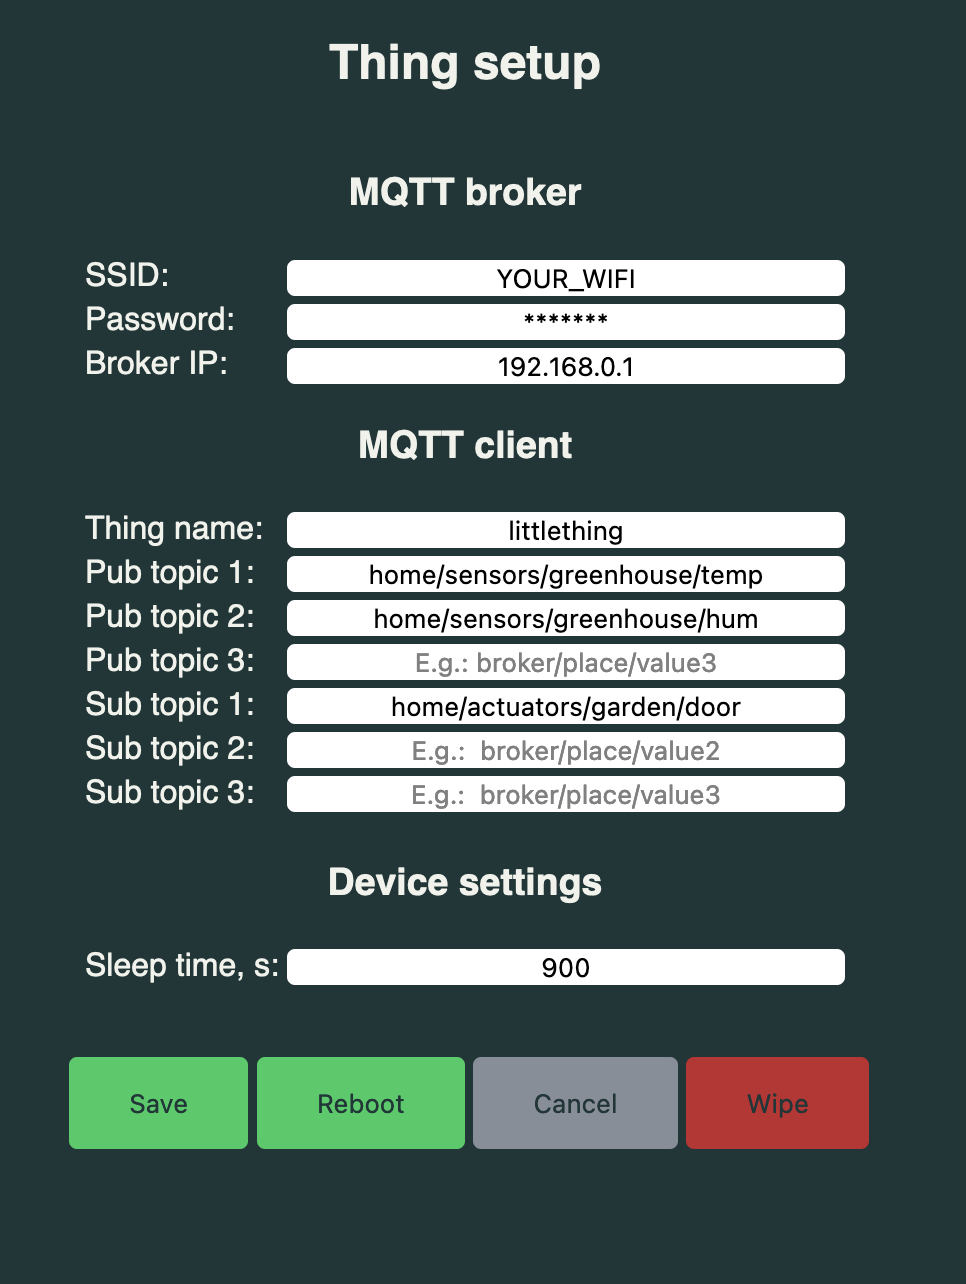 Thing setup
MQTT broker
SSID: YOUR_WIFI
Password: *******
Broker IP: 192.168.0.1
MQTT client
Thing name: littlething
Pub topic 1: home/sensors/greenhouse/temp
Pub topic 2: home/sensors/greenhouse/hum
Pub topic 3: E.g.: broker/place/value3
Sub topic 1: home/actuators/garden/door
Sub topic 2: E.g.:  broker/place/value2
Sub topic 3: E.g.:  broker/place/value3
Device settings
Sleep time, s: 900
Save Reboot Cancel Wipe